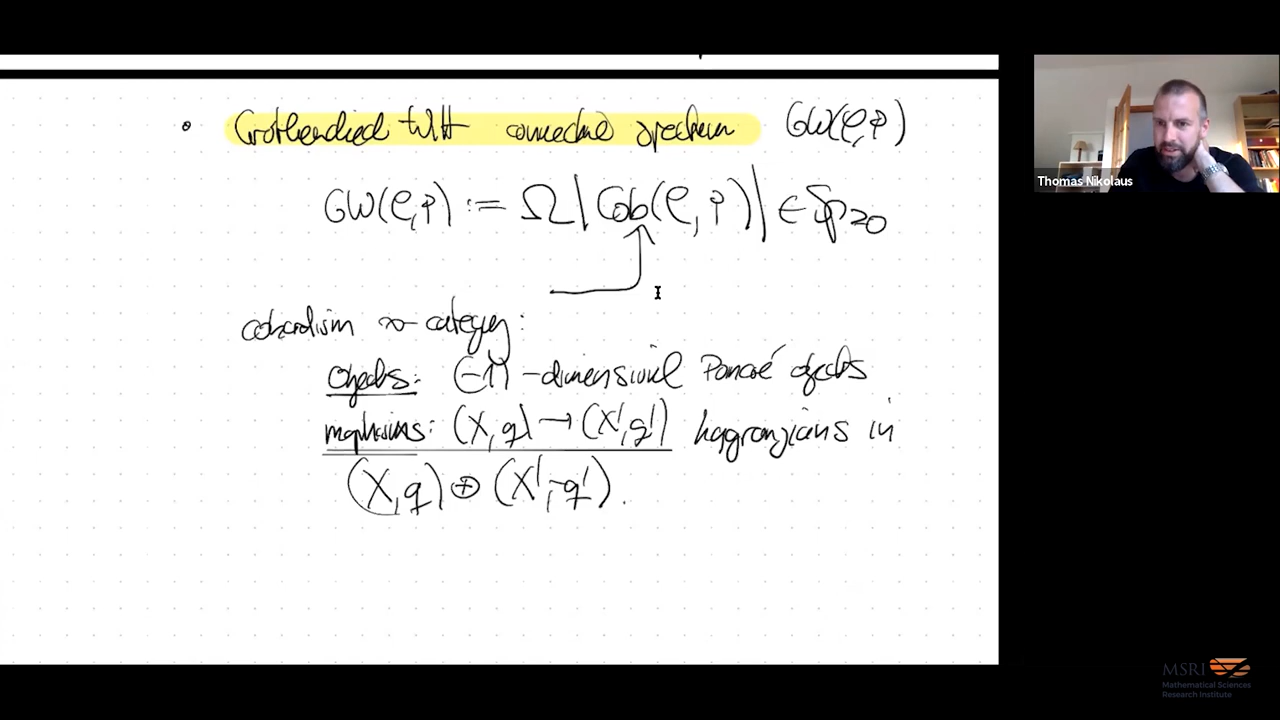 • Grothendieck Witt connective spectrum GW(C,Ϙ)
GW(C,Ϙ) := Ω|Cob(C,Ϙ)| ∈ Sp≥0
cobordism ∞-category:
Objects: (-1)-dimensional Poincaré objects
morphisms: (X,q) → (X',q') Lagrangians in
(X,q) ⊕ (X',-q').
Thomas Nikolaus
MSRI
Mathematical Sciences
Research Institute